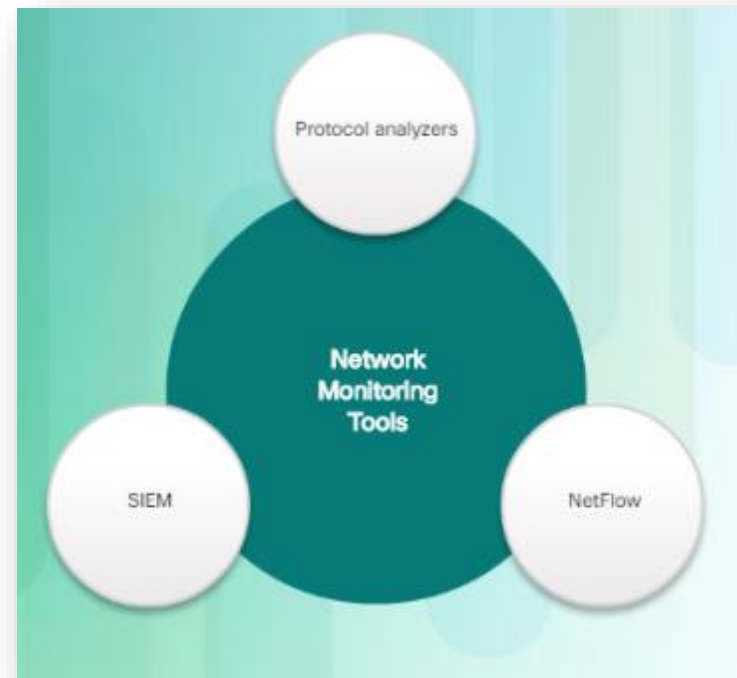 Protocol analyzers
Network
Monitoring
Tools
SIEM
NetFlow